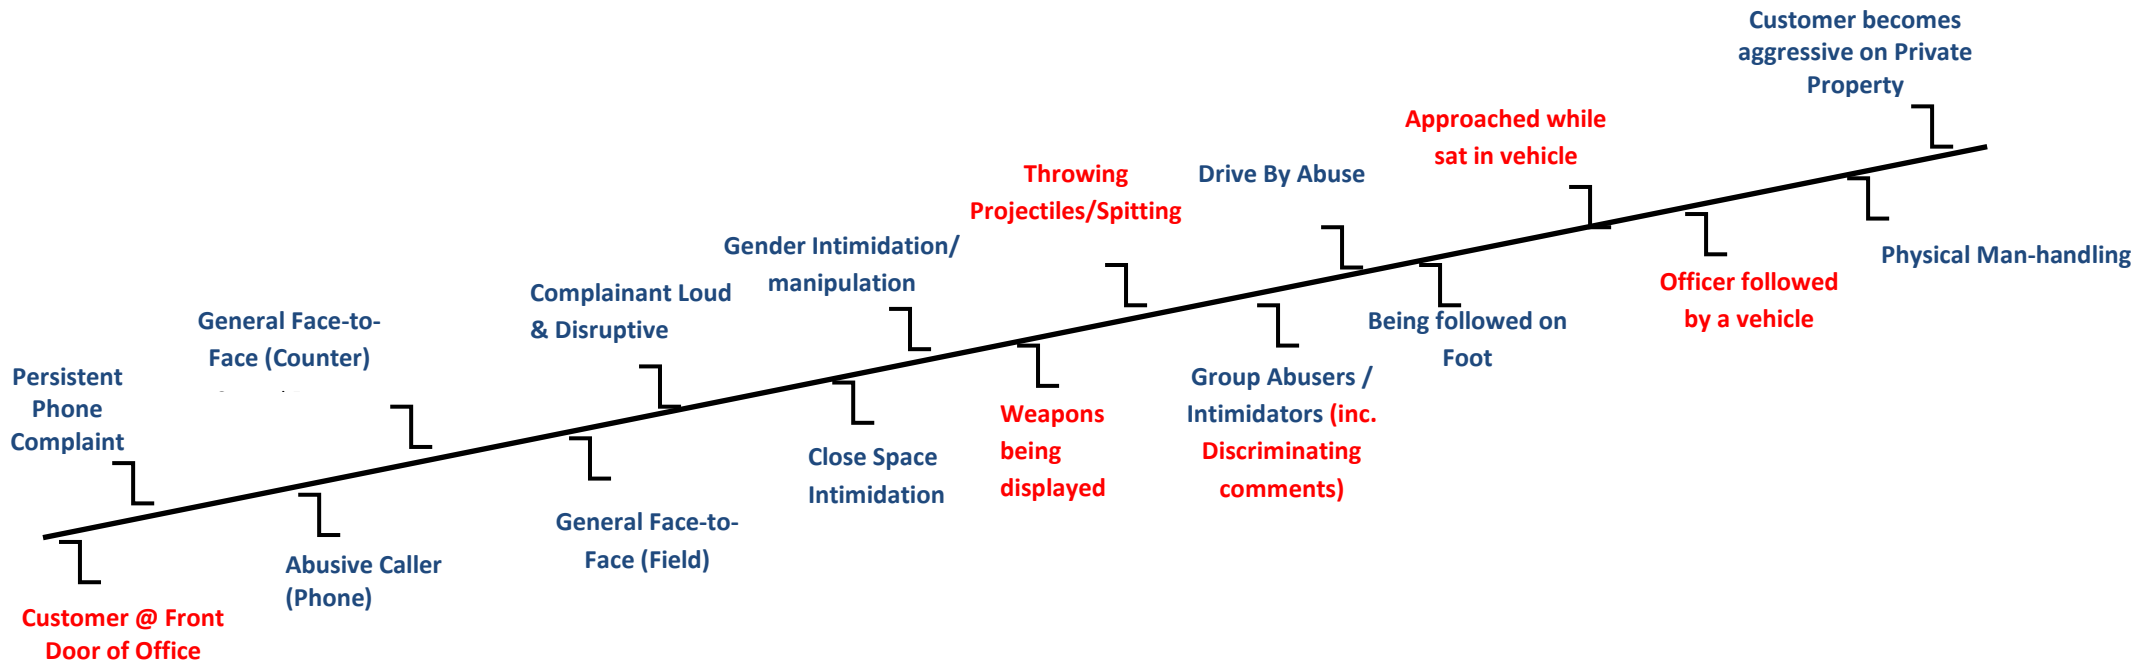 Customer becomes
aggressive on Private
Property
Approached while
sat in vehicle
Throwing
Projectiles/Spitting
Drive By Abuse
Gender Intimidation/
manipulation
Complainant Loud
& Disruptive
General Face-to-
Face (Counter)
Persistent
Phone
Complaint
Physical Man-handling
Officer followed
by a vehicle
Being followed on
Foot
Group Abusers /
Intimidators (inc.
Discriminating
comments)
Weapons
being
displayed
Close Space
Intimidation
General Face-to-
Face (Field)
Abusive Caller
(Phone)
Customer @ Front
Door of Office